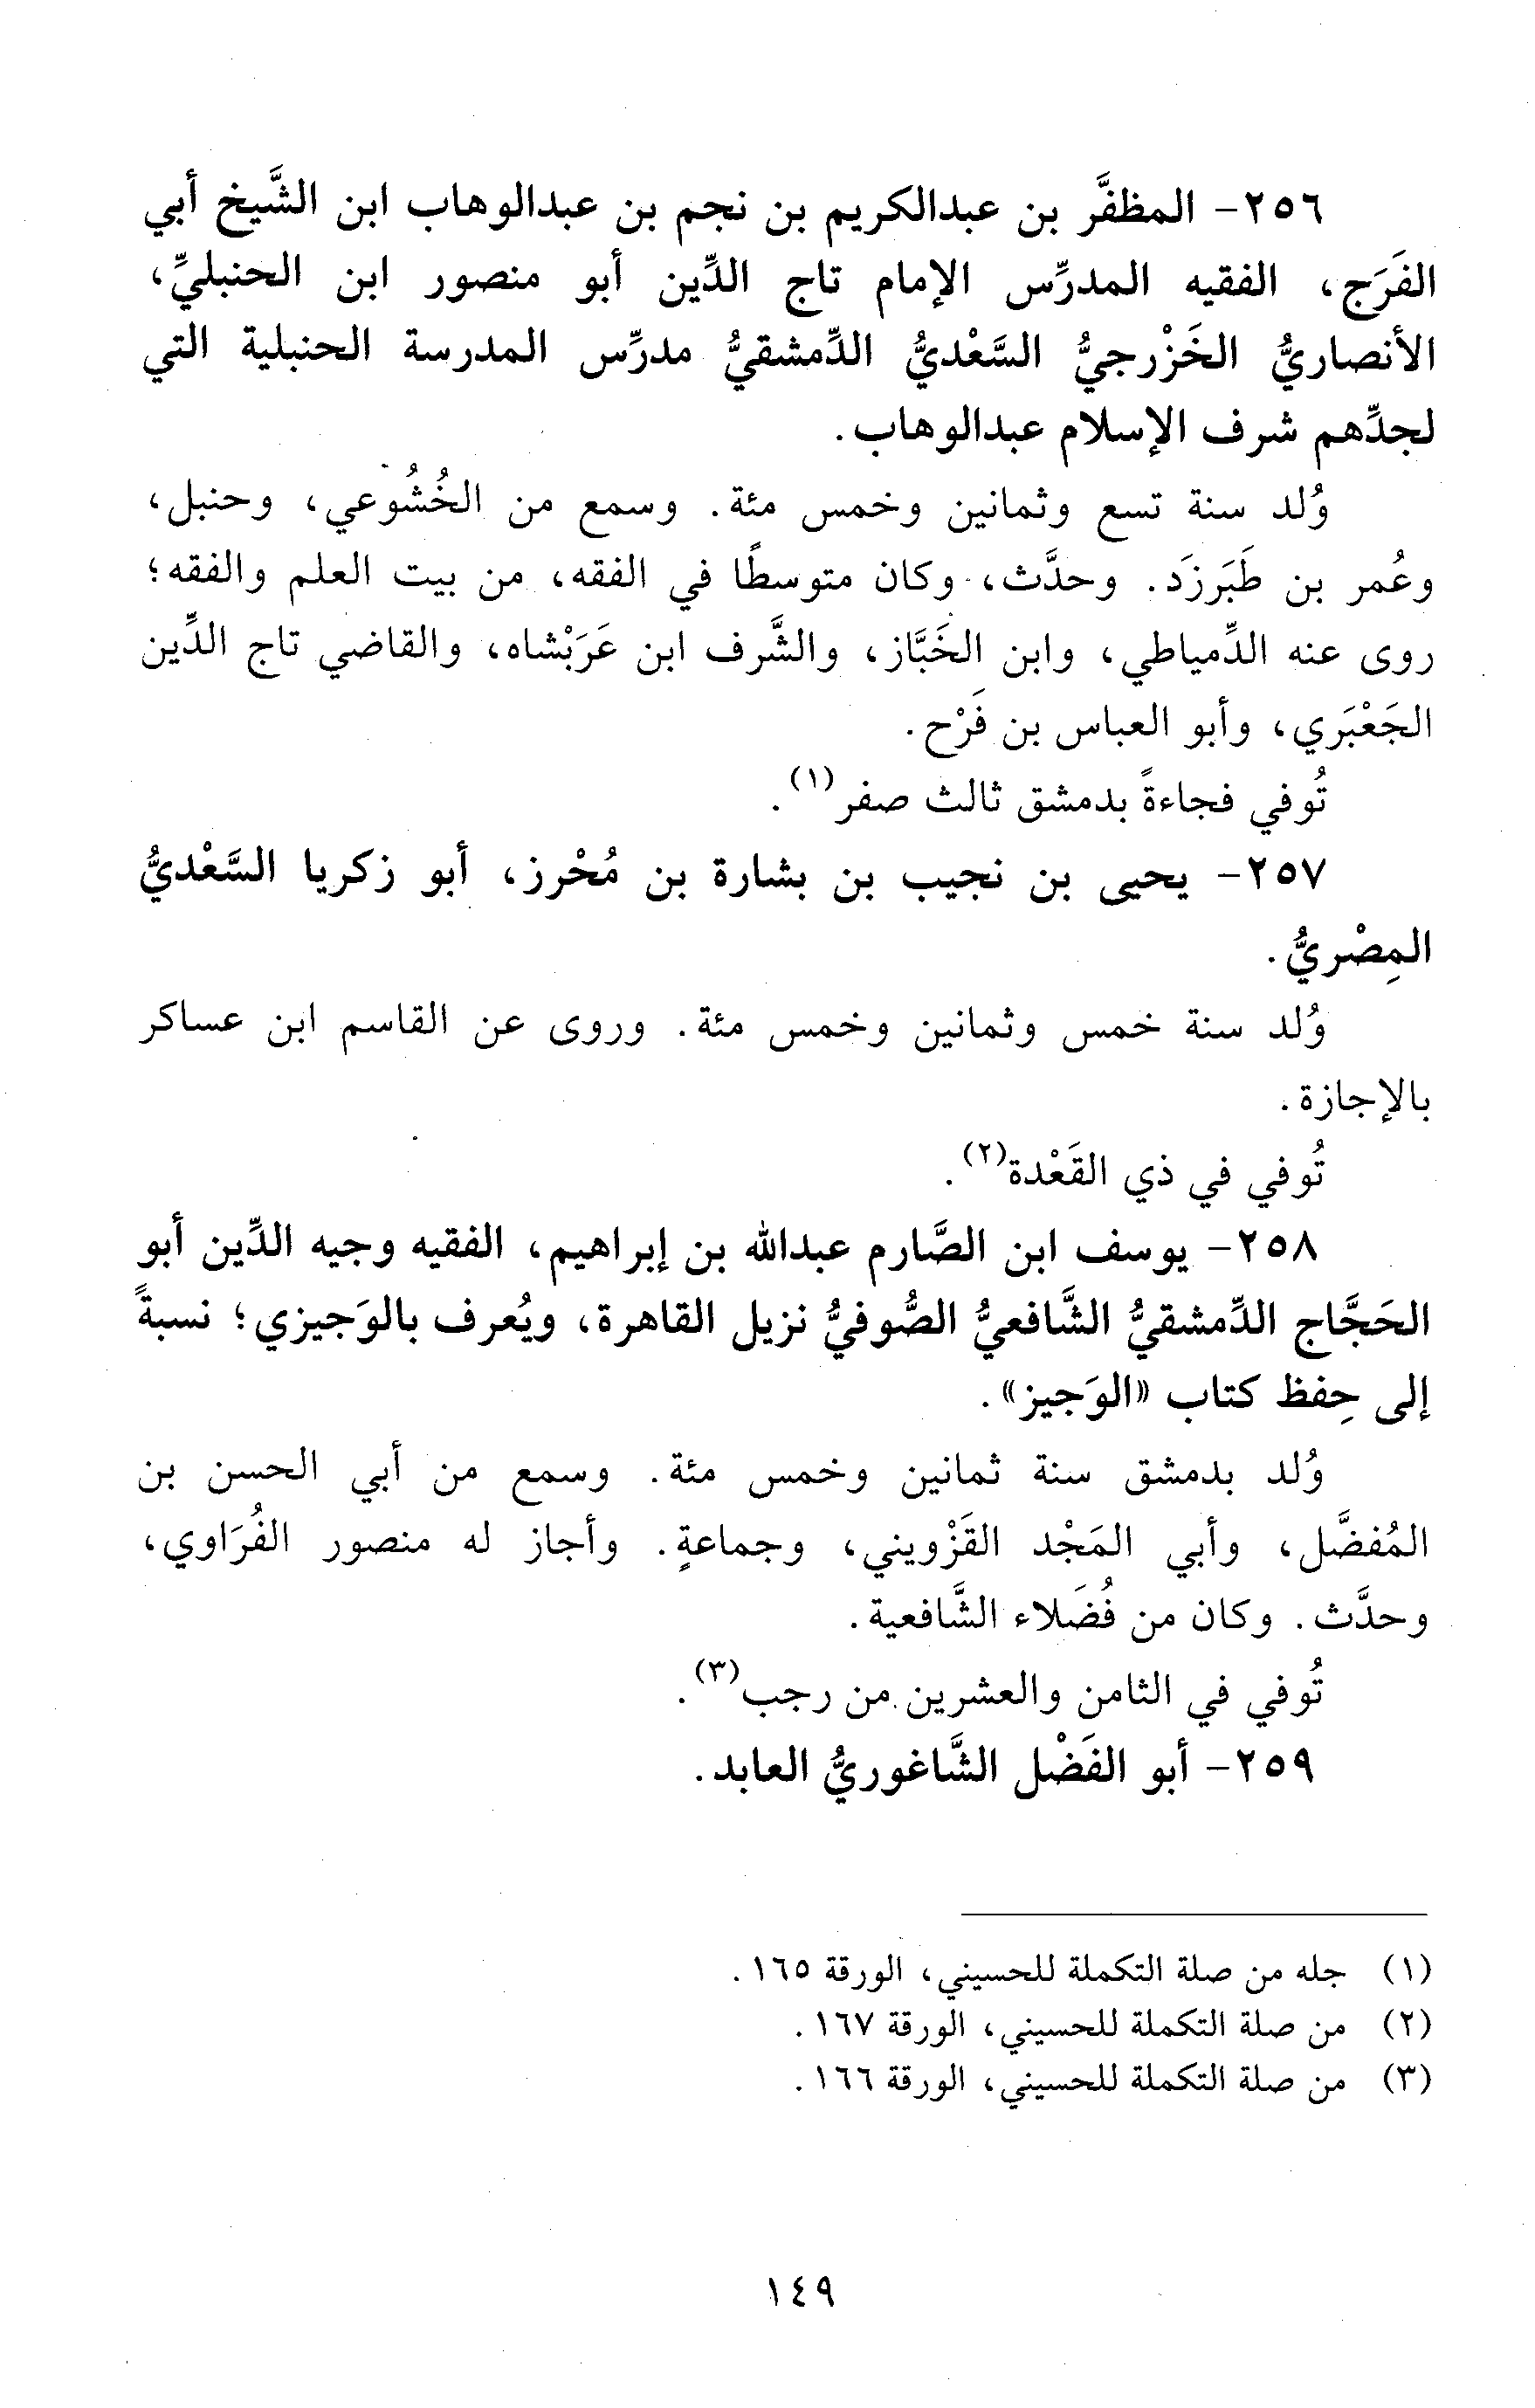 ٢٥٦- المظفَّر بن عبدالكريم بن نجم بن عبدالوهاب ابن الشَّيخ أبي
الفَرَج، الفقيه المدرِّس الإمام تاج الدِّين أبو منصور ابن الحنبليِّ،
الأنصاريُّ الخَزْرجيُّ السَّعْديُّ الدِّمشقيُّ مدرِّس المدرسة الحنبلية التي
لجدِّهم شرف الإسلام عبدالوهاب.
وُلد سنة تسع وثمانين وخمس مئة. وسمع من الخُشُوعي، وحنبل،
وعُمر بن طَبَرزَد. وحدَّث، وكان متوسطًا في الفقه، من بيت العلم والفقه؛
روى عنه الدِّمياطي، وابن الخَبَّاز، والشَّرف ابن عَرَبْشاه، والقاضي تاج الدِّين
الجَعْبَري، وأبو العباس بن فَرْح.
تُوفي فجاءةً بدمشق ثالث صفر(١).
٢٥٧- يحيى بن نجيب بن بشارة بن مُحْرز، أبو زكريا السَّعْديُّ
المِصْريُّ.
وُلد سنة خمس وثمانين وخمس مئة. وروى عن القاسم ابن عساكر
بالإجازة.
تُوفي في ذي القَعْدة(٢).
٢٥٨- يوسف ابن الصَّارم عبدالله بن إبراهيم، الفقيه وجيه الدِّين أبو
الحَجَّاج الدِّمشقيُّ الشَّافعيُّ الصُّوفيُّ نزيل القاهرة، ويُعرف بالوَجيزي؛ نسبةً
إلى حِفظ كتاب «الوَجيز».
وُلد بدمشق سنة ثمانين وخمس مئة. وسمع من أبي الحسن بن
المُفضَّل، وأبي المَجْد القَزْويني، وجماعةٍ. وأجاز له منصور الفُرَاوي،
وحدَّث. وكان من فُضَلاء الشَّافعية.
تُوفي في الثامن والعشرين من رجب(٣).
٢٥٩- أبو الفَضْل الشَّاغوريُّ العابد.
(١) جله من صلة التكملة للحسيني، الورقة ١٦٥.
(٢) من صلة التكملة للحسيني، الورقة ١٦٧.
(٣) من صلة التكملة للحسيني، الورقة ١٦٦.
١٤٩